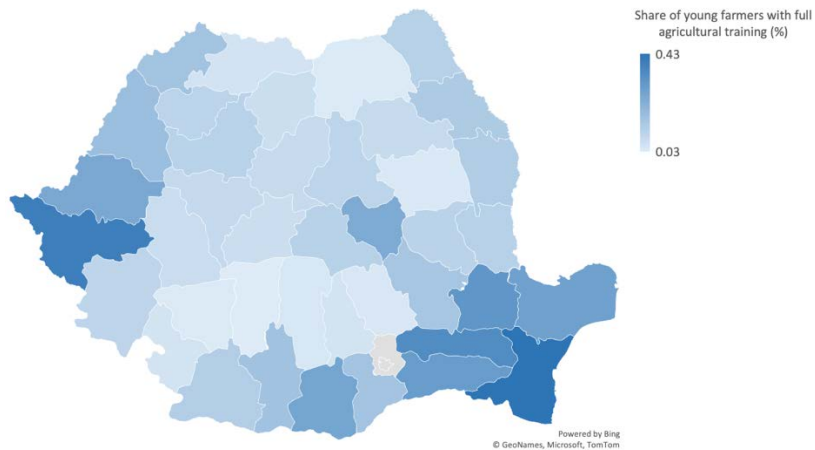 Share of young farmers with full
agricultural training (%)
0.43
0.03
Powered by Bing
© GeoNames, Microsoft, TomTom